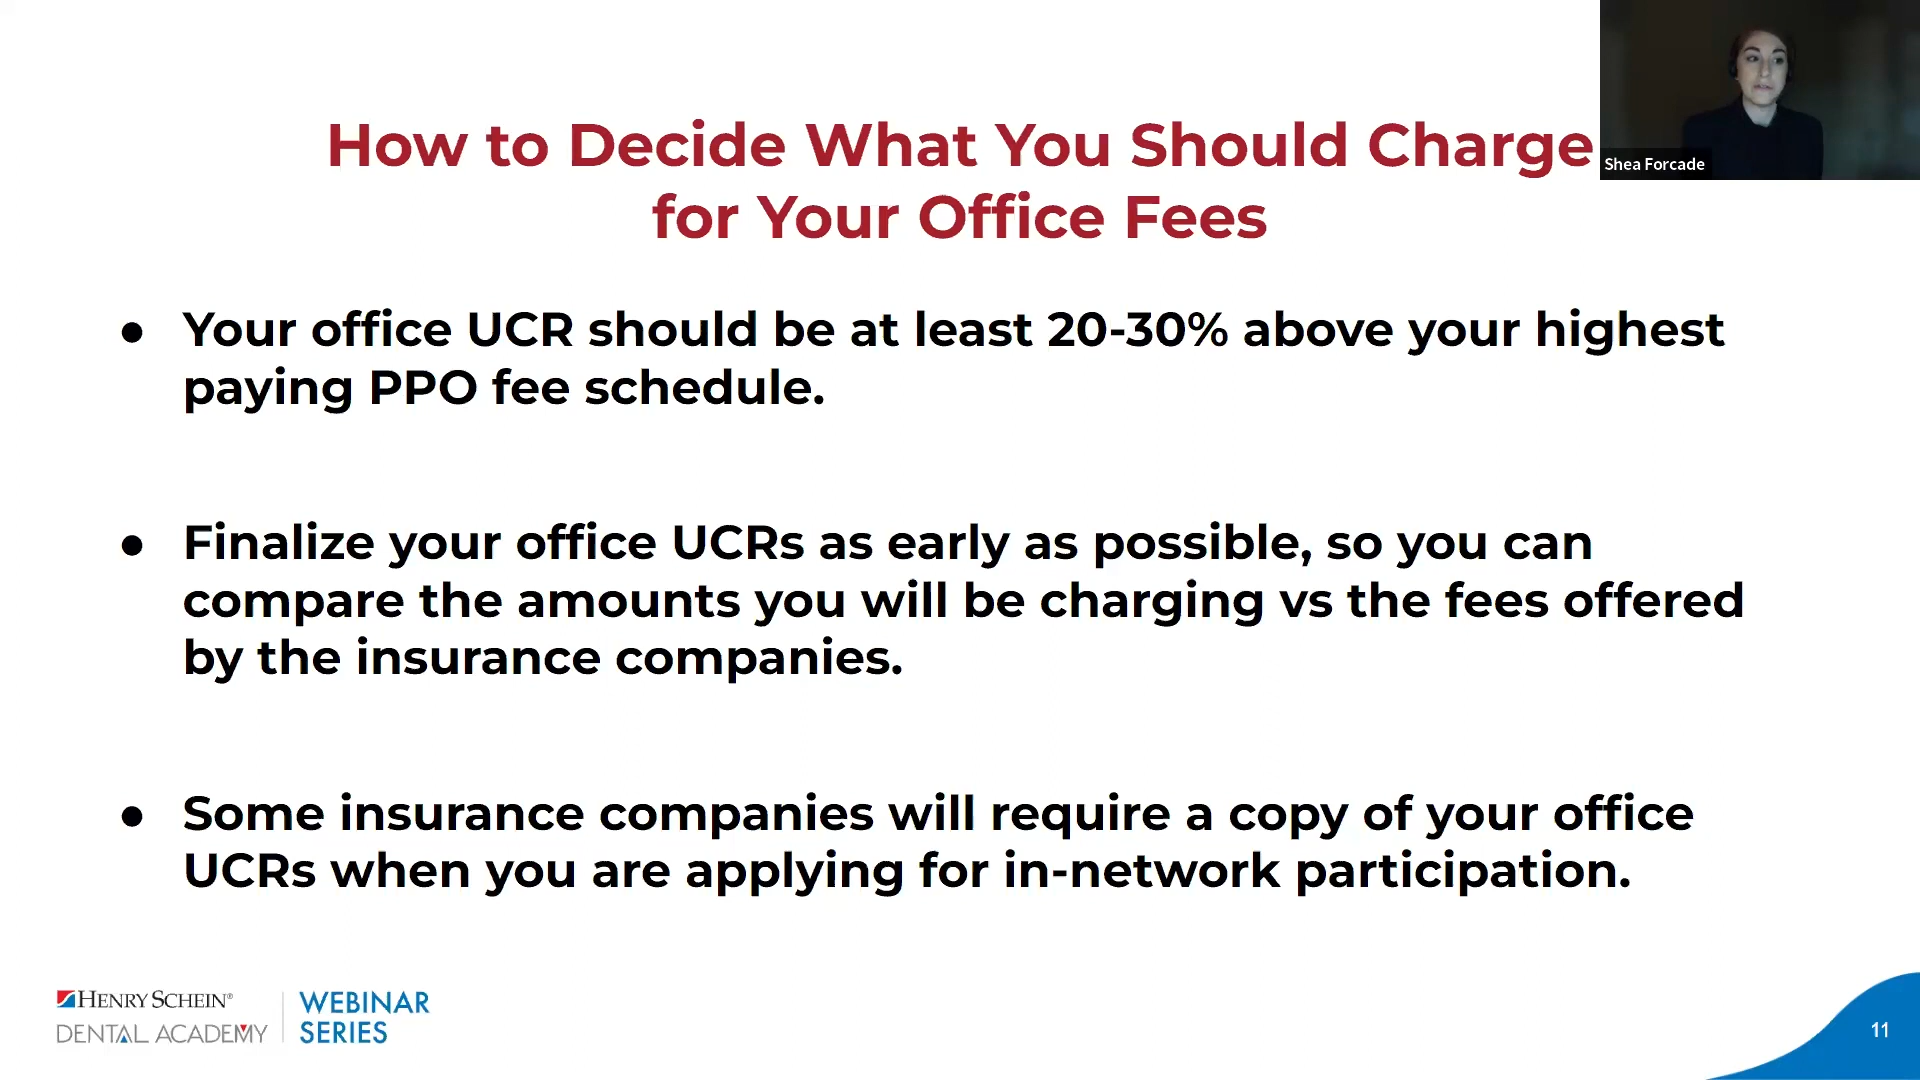 How to Decide What You Should Charge
for Your Office Fees
Shea Forcade
● Your office UCR should be at least 20-30% above your highest
paying PPO fee schedule.
● Finalize your office UCRs as early as possible, so you can
compare the amounts you will be charging vs the fees offered
by the insurance companies.
● Some insurance companies will require a copy of your office
UCRs when you are applying for in-network participation.
HENRY SCHEIN®
DENTAL ACADEMY
WEBINAR
SERIES
11